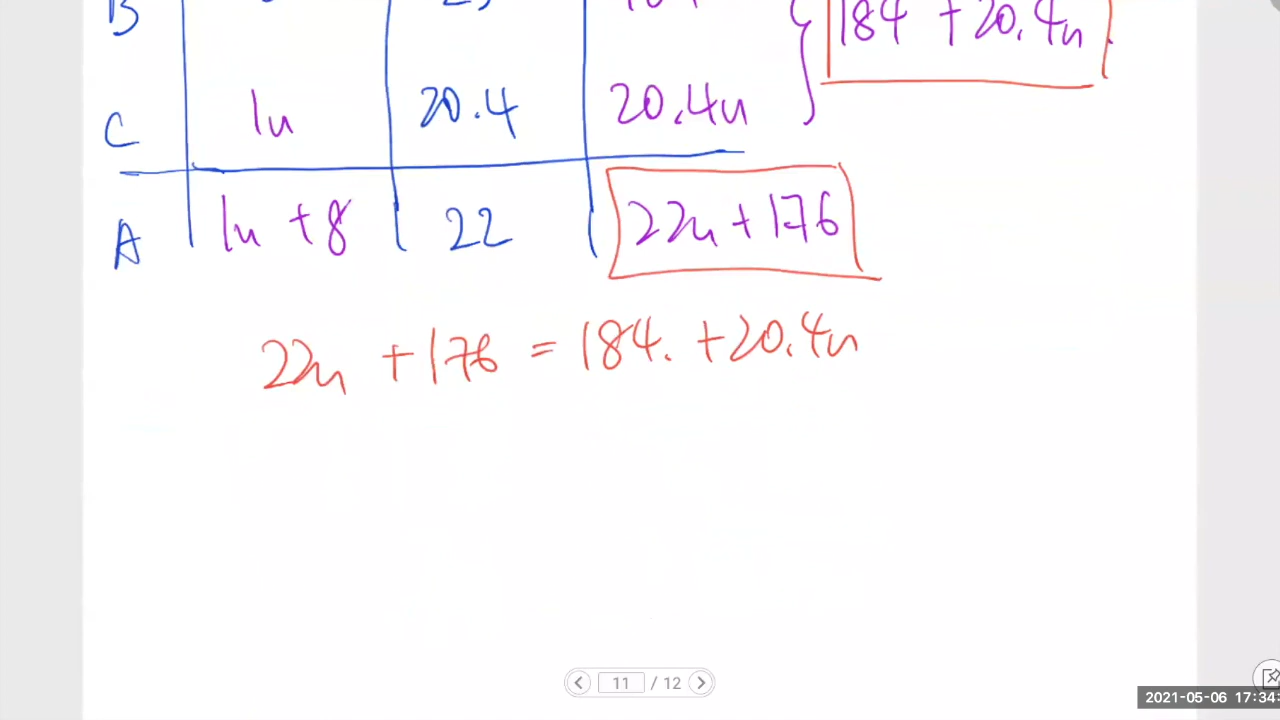 B 184 + 20.4u
C 1u 20.4 20.4u
A 1u + 8 22 22u + 176
22u + 176 = 184. + 20.4u
11 / 12
2021-05-06 17:34: